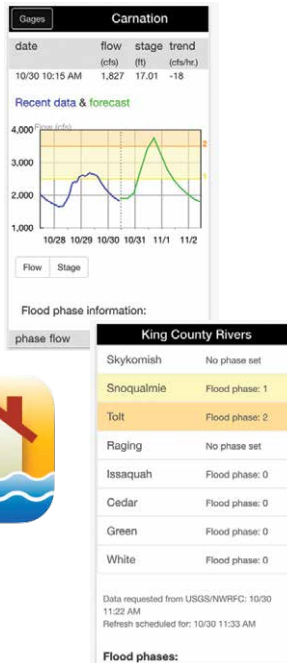 Gages Carnation
date flow stage trend
(cfs) (ft) (cfs/hr.)
10/30 10:15 AM 1,827 17.01 -18
Recent data & forecast
4,000 Flow (cfs)
2
3,000
1
2,000
1,000
10/28 10/29 10/30 10/31 11/1 11/2
Flow Stage
Flood phase information:
phase flow
King County Rivers
Skykomish No phase set
Snoqualmie Flood phase: 1
Tolt Flood phase: 2
Raging No phase set
Issaquah Flood phase: 0
Cedar Flood phase: 0
Green Flood phase: 0
White Flood phase: 0
Data requested from USGS/NWRFC: 10/30
11:22 AM
Refresh scheduled for: 10/30 11:33 AM
Flood phases: